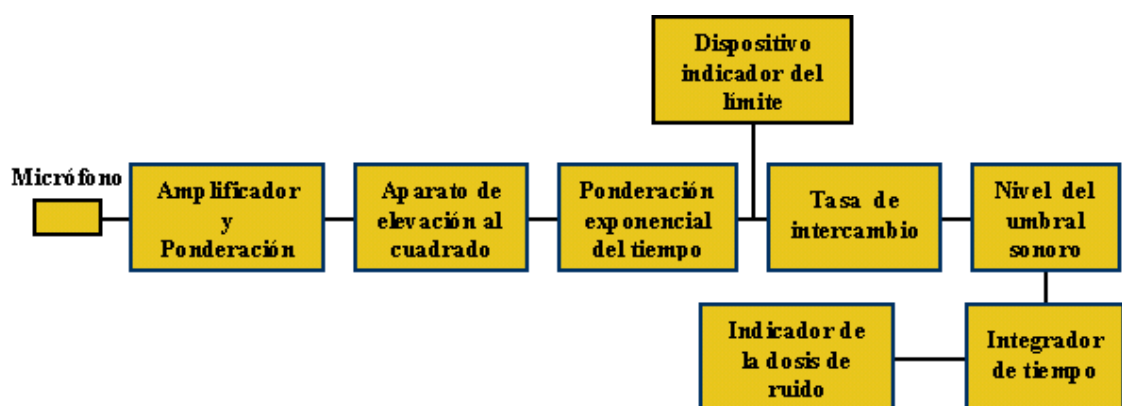 Micrófono
Amplificador
y
Ponderación
Aparato de
elevación al
cuadrado
Ponderación
exponencial
del tiempo
Dispositivo
indicador del
límite
Tasa de
intercambio
Nivel del
umbral
sonoro
Integrador
de tiempo
Indicador de
la dosis de
ruido